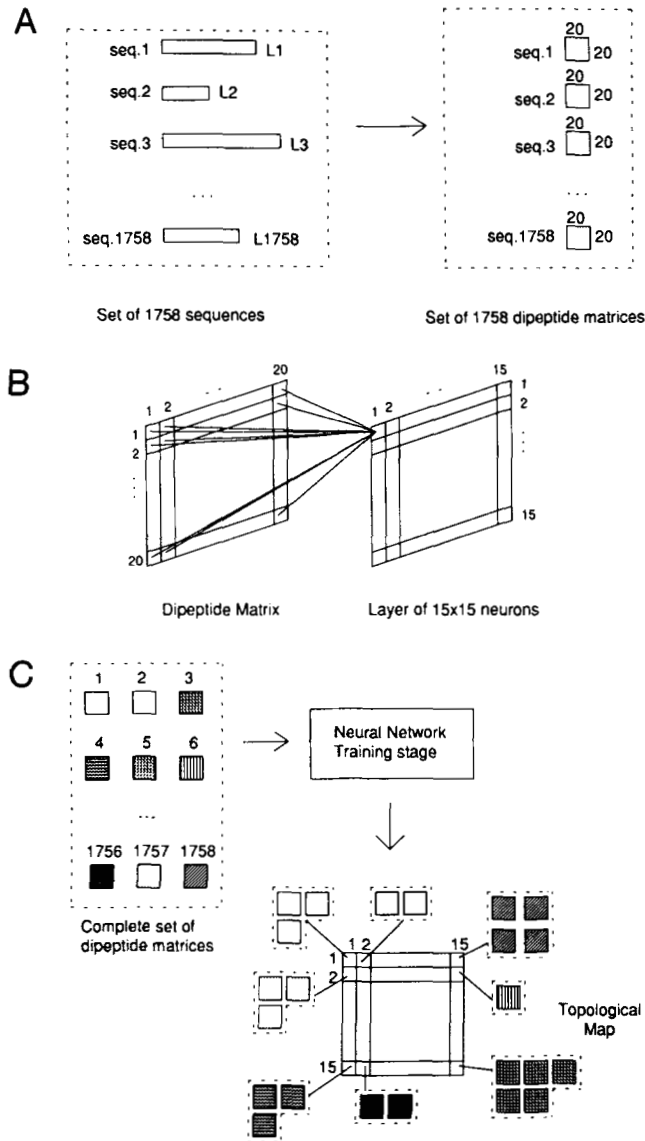 A
seq.1 L1
seq.2 L2
seq.3 L3
...
seq.1758 L1758
Set of 1758 sequences
20
seq.1 20
20
seq.2 20
20
seq.3 20
...
20
seq.1758 20
Set of 1758 dipeptide matrices
B
1 2 ... 20
1
2
...
20
Dipeptide Matrix
1 2 ... 15
1
2
...
15
Layer of 15x15 neurons
C
1 2 3
4 5 6
...
1756 1757 1758
Complete set of
dipeptide matrices
Neural Network
Training stage
1 2 15
1
2
15
Topological
Map